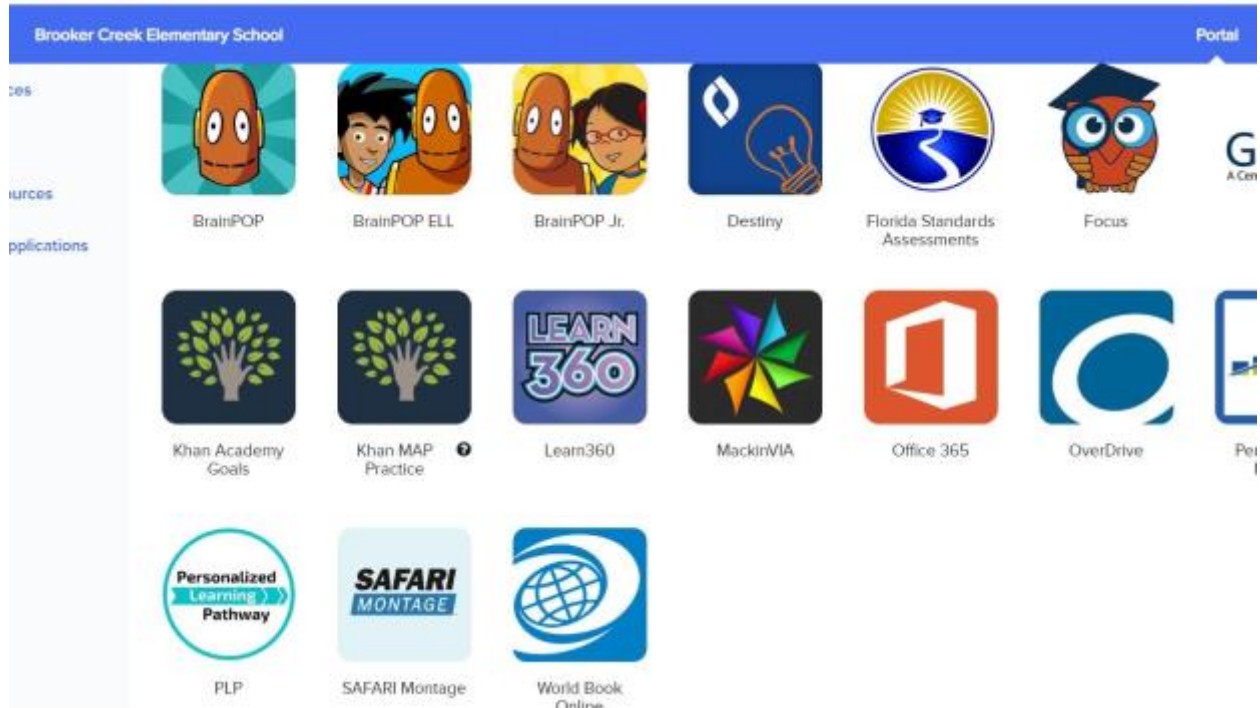 Brooker Creek Elementary School
Portal
ces
urces
pplications
BrainPOP
BrainPOP ELL
BrainPOP Jr.
Destiny
Florida Standards
Assessments
Focus
G
A Cen
LEARN
360
Khan Academy
Goals
Khan MAP
Practice
Learn360
MackinVIA
Office 365
OverDrive
Per
Personalized
Learning
Pathway
SAFARI
MONTAGE
PLP
SAFARI Montage
World Book
Online